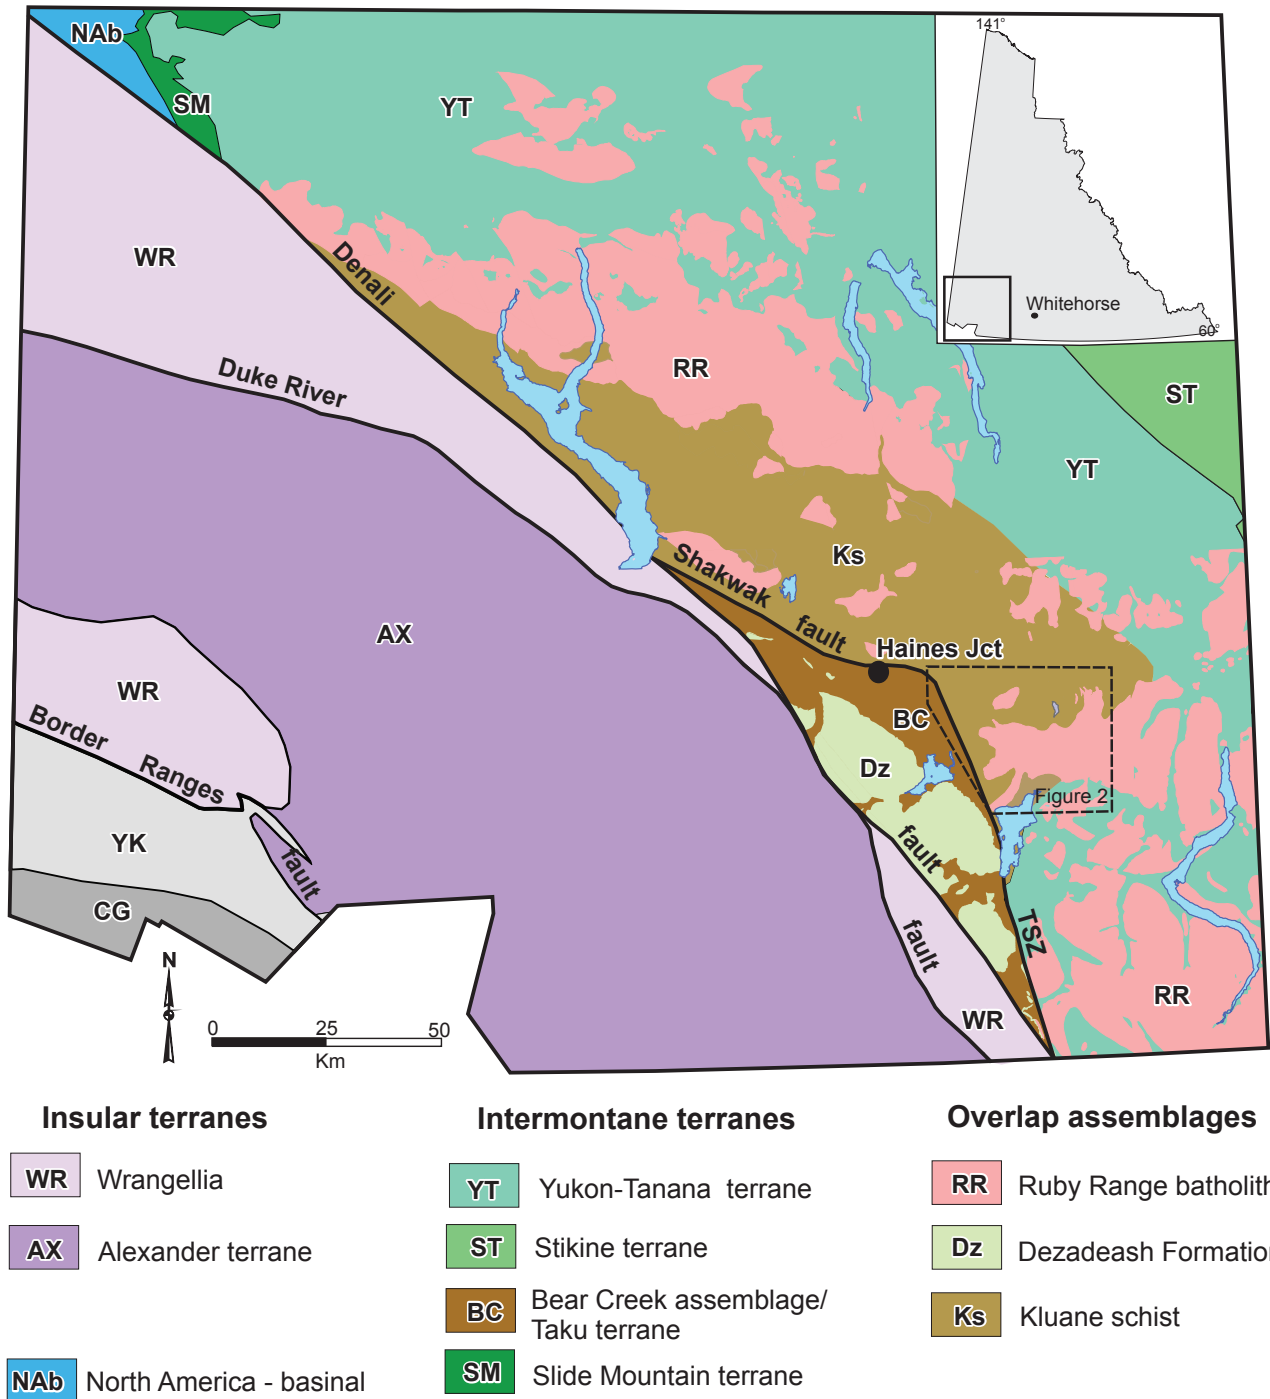 NAb
SM
YT
141°
Whitehorse
60°
WR
Denali
Duke River
RR
ST
YT
Ks
Shakwak
fault
Haines Jct
AX
WR
BC
Dz
Border
Ranges
fault
Figure 2
YK
fault
CG
fault
TSZ
N
RR
WR
0 25 50
Km
Insular terranes
WR Wrangellia
AX Alexander terrane
NAb North America - basinal
Intermontane terranes
YT Yukon-Tanana terrane
ST Stikine terrane
BC Bear Creek assemblage/
Taku terrane
SM Slide Mountain terrane
Overlap assemblages
RR Ruby Range batholith
Dz Dezadeash Formation
Ks Kluane schist